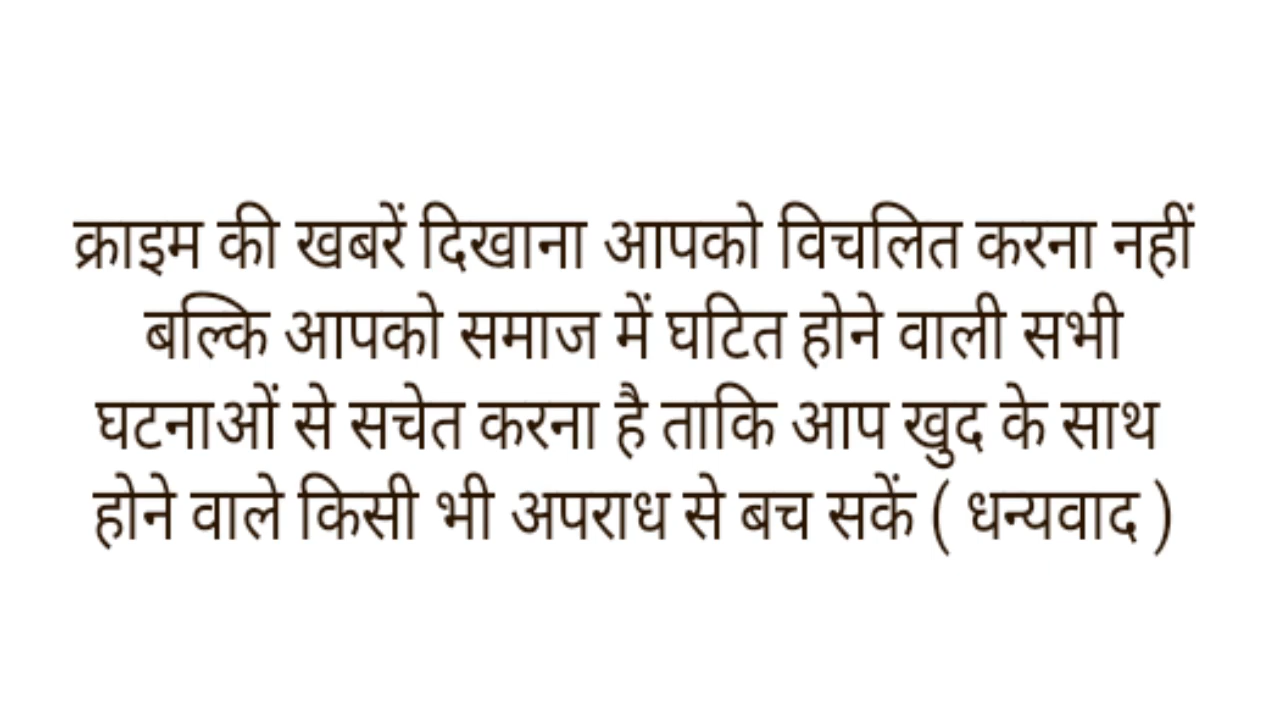 क्राइम की खबरें दिखाना आपको विचलित करना नहीं
बल्कि आपको समाज में घटित होने वाली सभी
घटनाओं से सचेत करना है ताकि आप खुद के साथ
होने वाले किसी भी अपराध से बच सकें ( धन्यवाद )